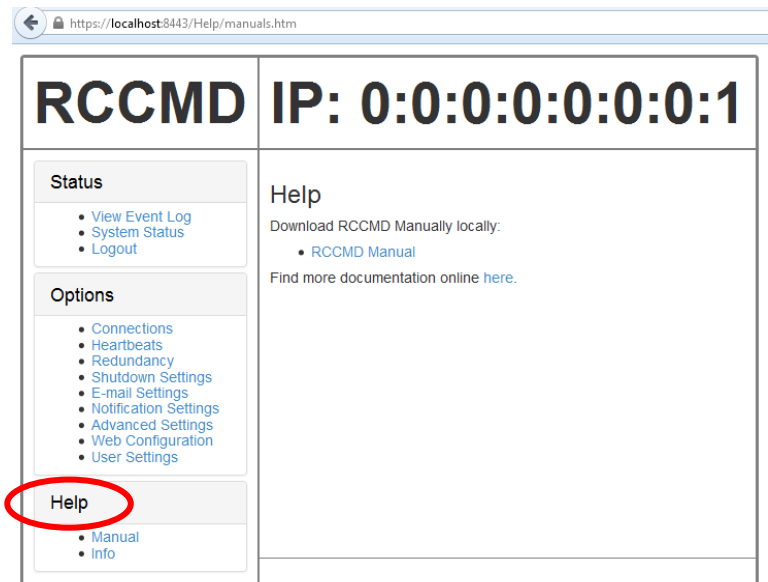 https://localhost:8443/Help/manuals.htm
RCCMD
IP: 0:0:0:0:0:0:0:1
Status
View Event Log
System Status
Logout
Options
Connections
Heartbeats
Redundancy
Shutdown Settings
E-mail Settings
Notification Settings
Advanced Settings
Web Configuration
User Settings
Help
Manual
Info
Help
Download RCCMD Manually locally:
RCCMD Manual
Find more documentation online here.